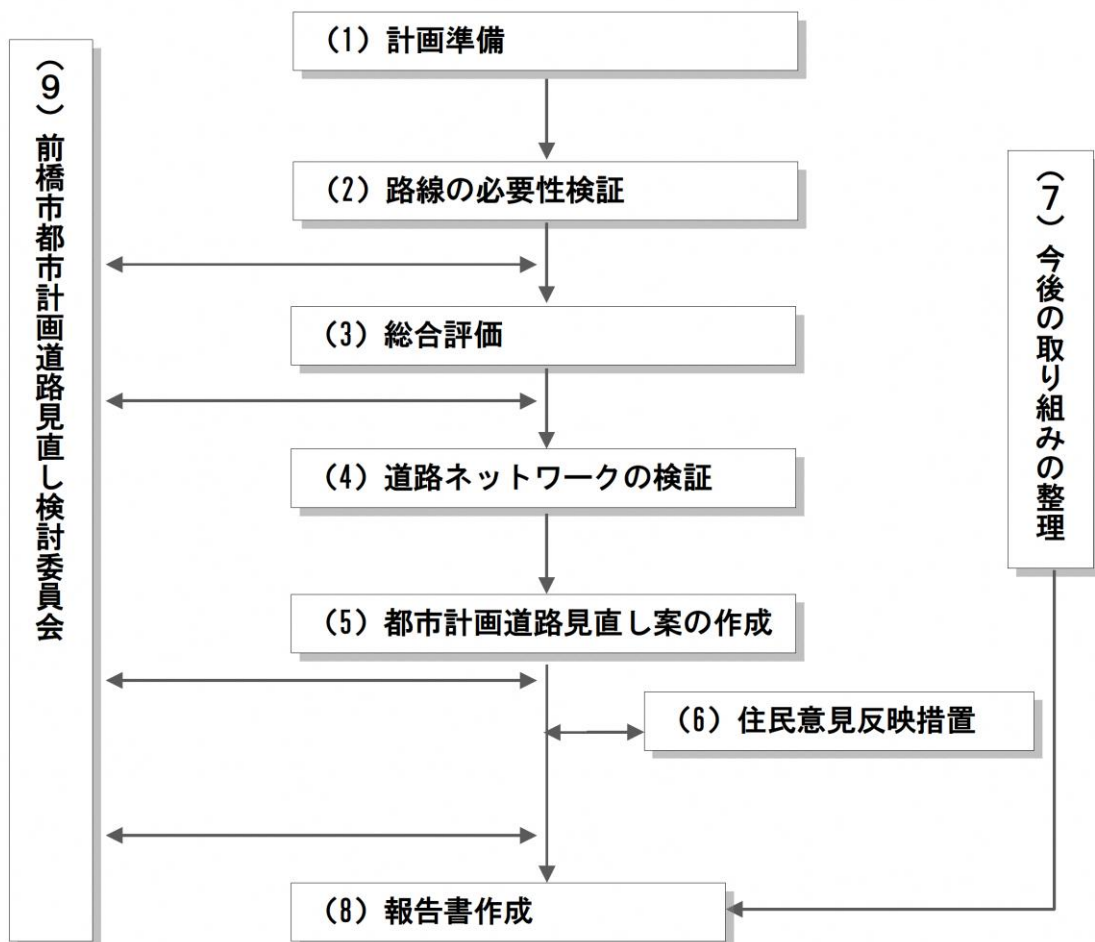 (1)計画準備
(9)前橋市都市計画道路見直し検討委員会
(2)路線の必要性検証
(7)今後の取り組みの整理
(3)総合評価
(4)道路ネットワークの検証
(5)都市計画道路見直し案の作成
(6)住民意見反映措置
(8)報告書作成